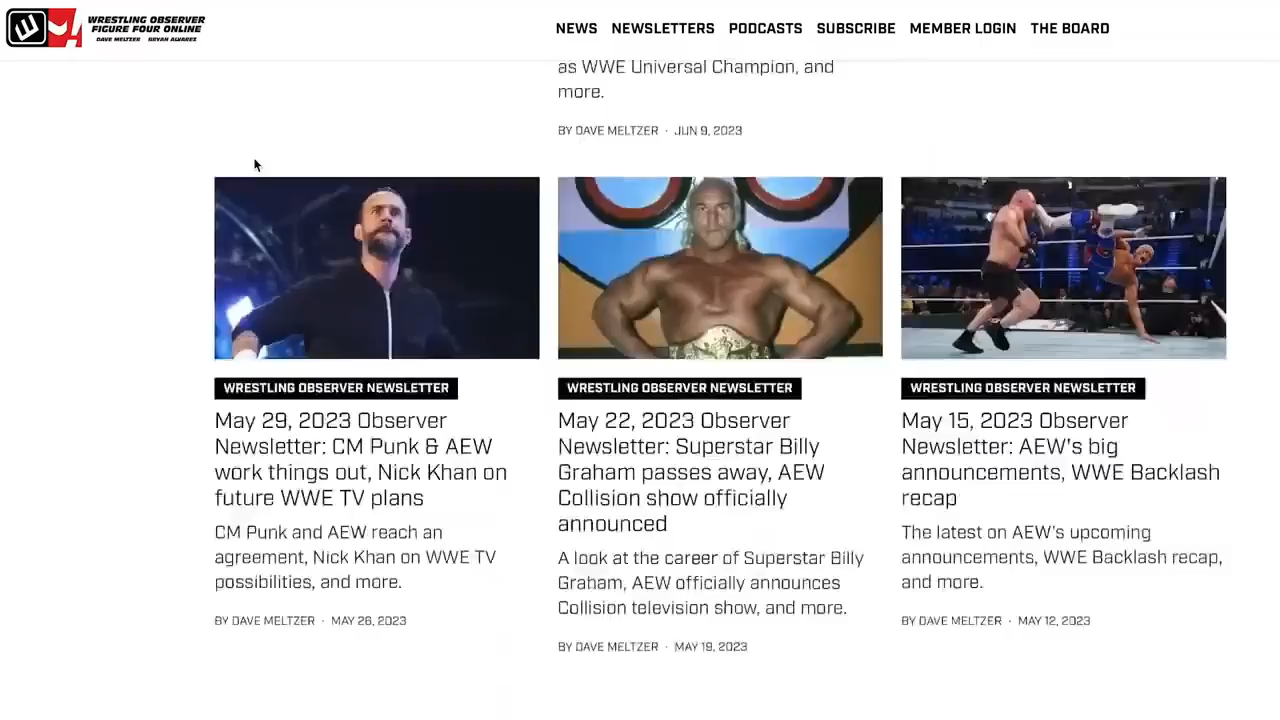 WRESTLING OBSERVER
FIGURE FOUR ONLINE
DAVE MELTZER BRYAN ALVAREZ
NEWS NEWSLETTERS PODCASTS SUBSCRIBE MEMBER LOGIN THE BOARD
as WWE Universal Champion, and
more.
BY DAVE MELTZER · JUN 9, 2023
WRESTLING OBSERVER NEWSLETTER
May 29, 2023 Observer
Newsletter: CM Punk & AEW
work things out, Nick Khan on
future WWE TV plans
CM Punk and AEW reach an
agreement, Nick Khan on WWE TV
possibilities, and more.
BY DAVE MELTZER · MAY 26, 2023
WRESTLING OBSERVER NEWSLETTER
May 22, 2023 Observer
Newsletter: Superstar Billy
Graham passes away, AEW
Collision show officially
announced
A look at the career of Superstar Billy
Graham, AEW officially announces
Collision television show, and more.
BY DAVE MELTZER · MAY 19, 2023
WRESTLING OBSERVER NEWSLETTER
May 15, 2023 Observer
Newsletter: AEW's big
announcements, WWE Backlash
recap
The latest on AEW's upcoming
announcements, WWE Backlash recap,
and more.
BY DAVE MELTZER · MAY 12, 2023